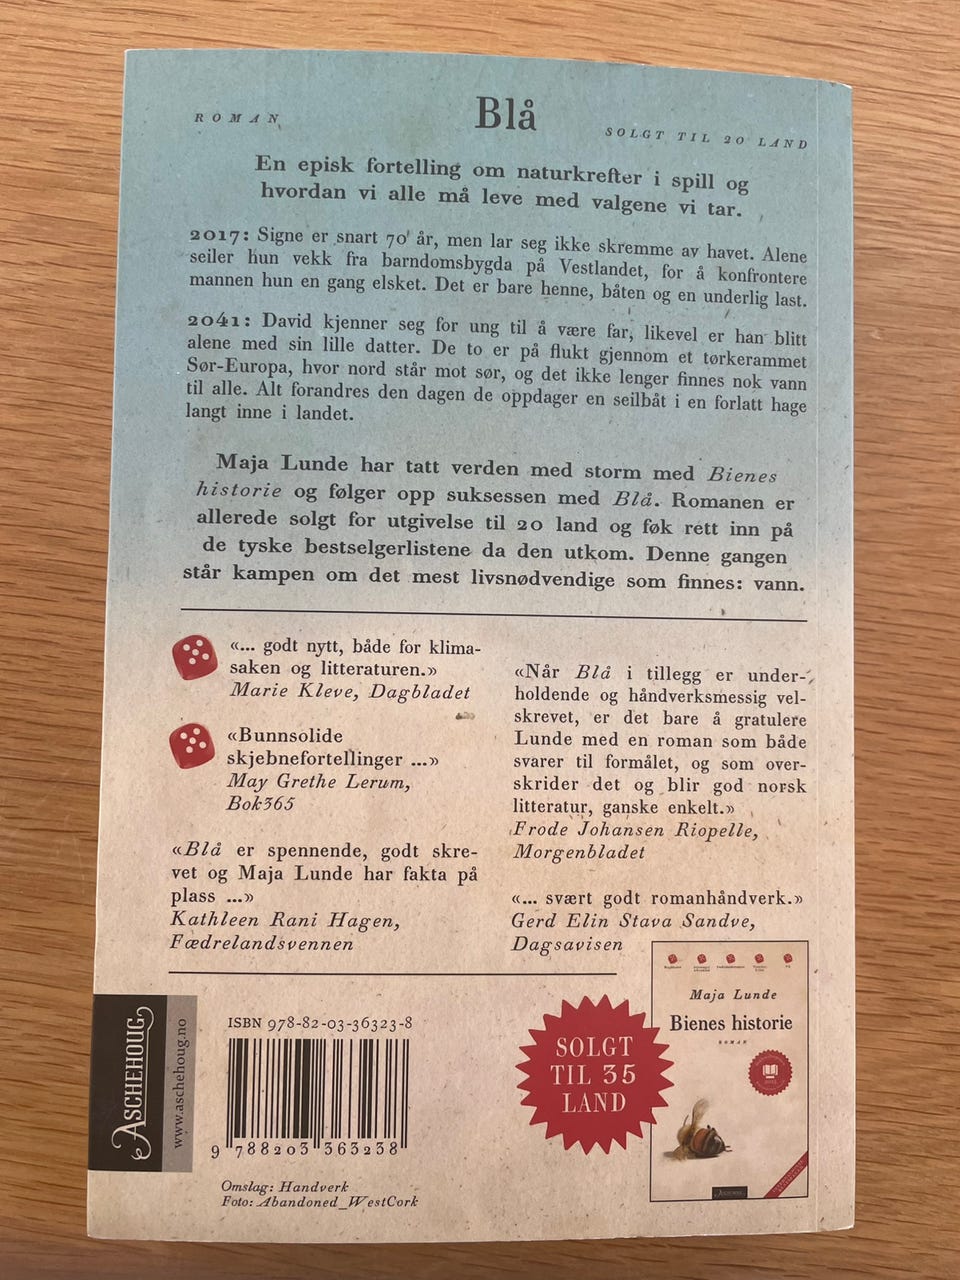 ROMAN
Blå
SOLGT TIL 20 LAND
En episk fortelling om naturkrefter i spill og
hvordan vi alle må leve med valgene vi tar.
2017: Signe er snart 70 år, men lar seg ikke skremme av havet. Alene
seiler hun vekk fra barndomsbygda på Vestlandet, for å konfrontere
mannen hun en gang elsket. Det er bare henne, båten og en underlig last.
2041: David kjenner seg for ung til å være far, likevel er han blitt
alene med sin lille datter. De to er på flukt gjennom et tørkerammet
Sør-Europa, hvor nord står mot sør, og det ikke lenger finnes nok vann
til alle. Alt forandres den dagen de oppdager en seilbåt i en forlatt hage
langt inne i landet.
Maja Lunde har tatt verden med storm med Bienes
historie og følger opp suksessen med Blå. Romanen er
allerede solgt for utgivelse til 20 land og føk rett inn på
de tyske bestselgerlistene da den utkom. Denne gangen
står kampen om det mest livsnødvendige som finnes: vann.
«... godt nytt, både for klima-
saken og litteraturen.»
Marie Kleve, Dagbladet
«Bunnsolide
skjebnefortellinger ...»
May Grethe Lerum,
Bok365
«Blå er spennende, godt skre-
vet og Maja Lunde har fakta på
plass ...»
Kathleen Rani Hagen,
Fædrelandsvennen
«Når Blå i tillegg er under-
holdende og håndverksmessig vel-
skrevet, er det bare å gratulere
Lunde med en roman som både
svarer til formålet, og som over-
skrider det og blir god norsk
litteratur, ganske enkelt.»
Frode Johansen Riopelle,
Morgenbladet
«... svært godt romanhåndverk.»
Gerd Elin Stava Sandve,
Dagsavisen
ASCHEHOUG
www.aschehoug.no
ISBN 978-82-03-36323-8
9 788203 363238
Omslag: Handverk
Foto: Abandoned_WestCork
SOLGT
TIL 35
LAND
Maja Lunde
Bienes historie
ROMAN